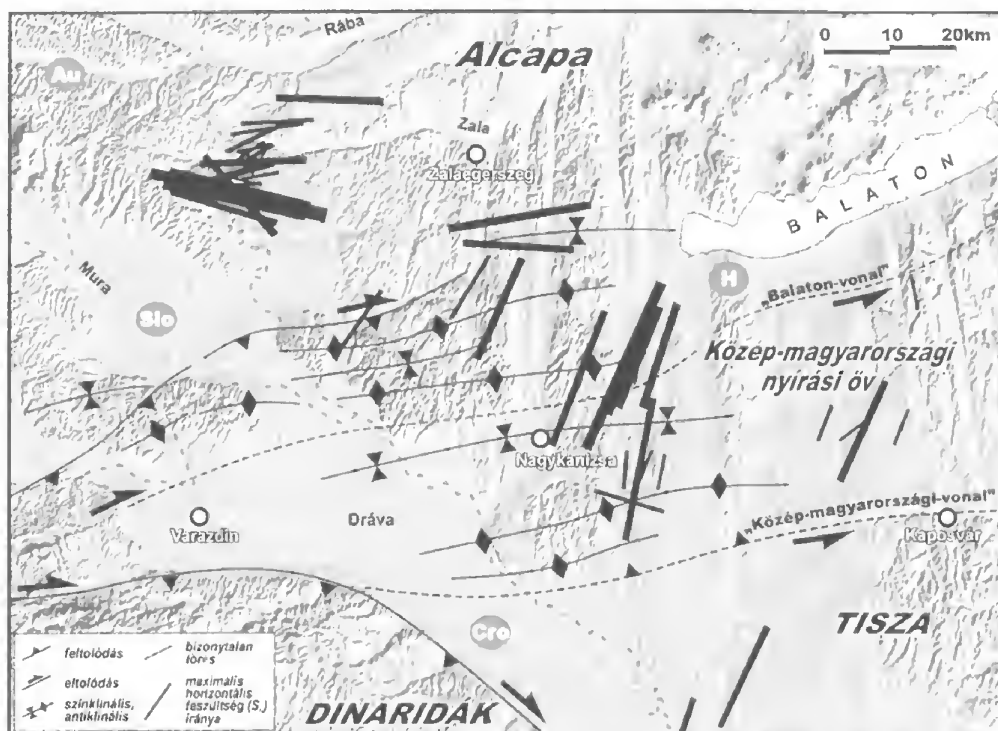 Rába
Alcapa
0 10 20km
Au
Zala
Zalaegerszeg
BALATON
Mura
H
„Balaton-vonal"
Slo
Közép-magyarországi
nyírási öv
Nagykanizsa
„Közép-magyarországi-vonal"
Varazdin
Dráva
Kaposvár
Cro
TISZA
DINARIDÁK
feltolódás
bizonytalan
törés
eltolódás
maximális
horizontális
feszültség (S
)
iránya
szinklinális,
antiklinális